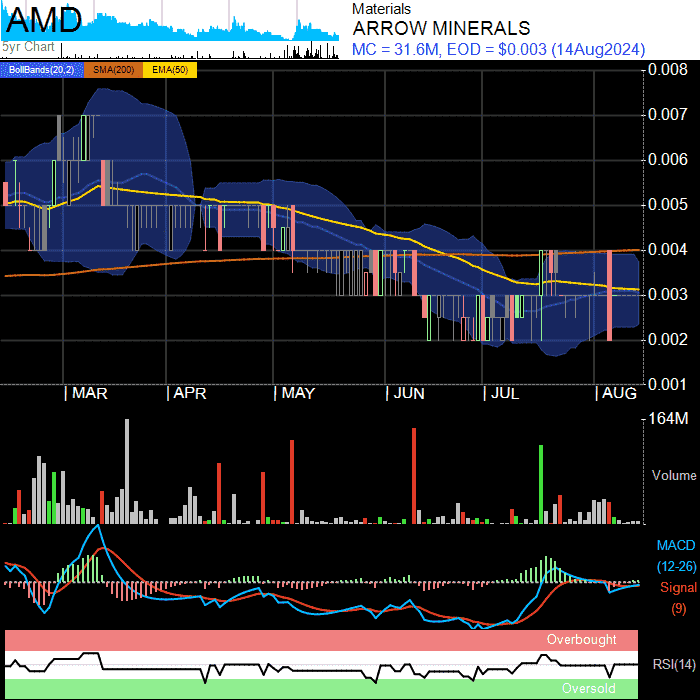 AMD
5yr Chart
Materials
ARROW MINERALS
MC = 31.6M, EOD = $0.003 (14Aug2024)
BollBands(20,2) SMA(200) EMA(50)
0.008
0.007
0.006
0.005
0.004
0.003
0.002
0.001
| MAR | APR | MAY | JUN | JUL | AUG
164M
Volume
MACD
(12-26)
Signal
(9)
Overbought
RSI(14)
Oversold